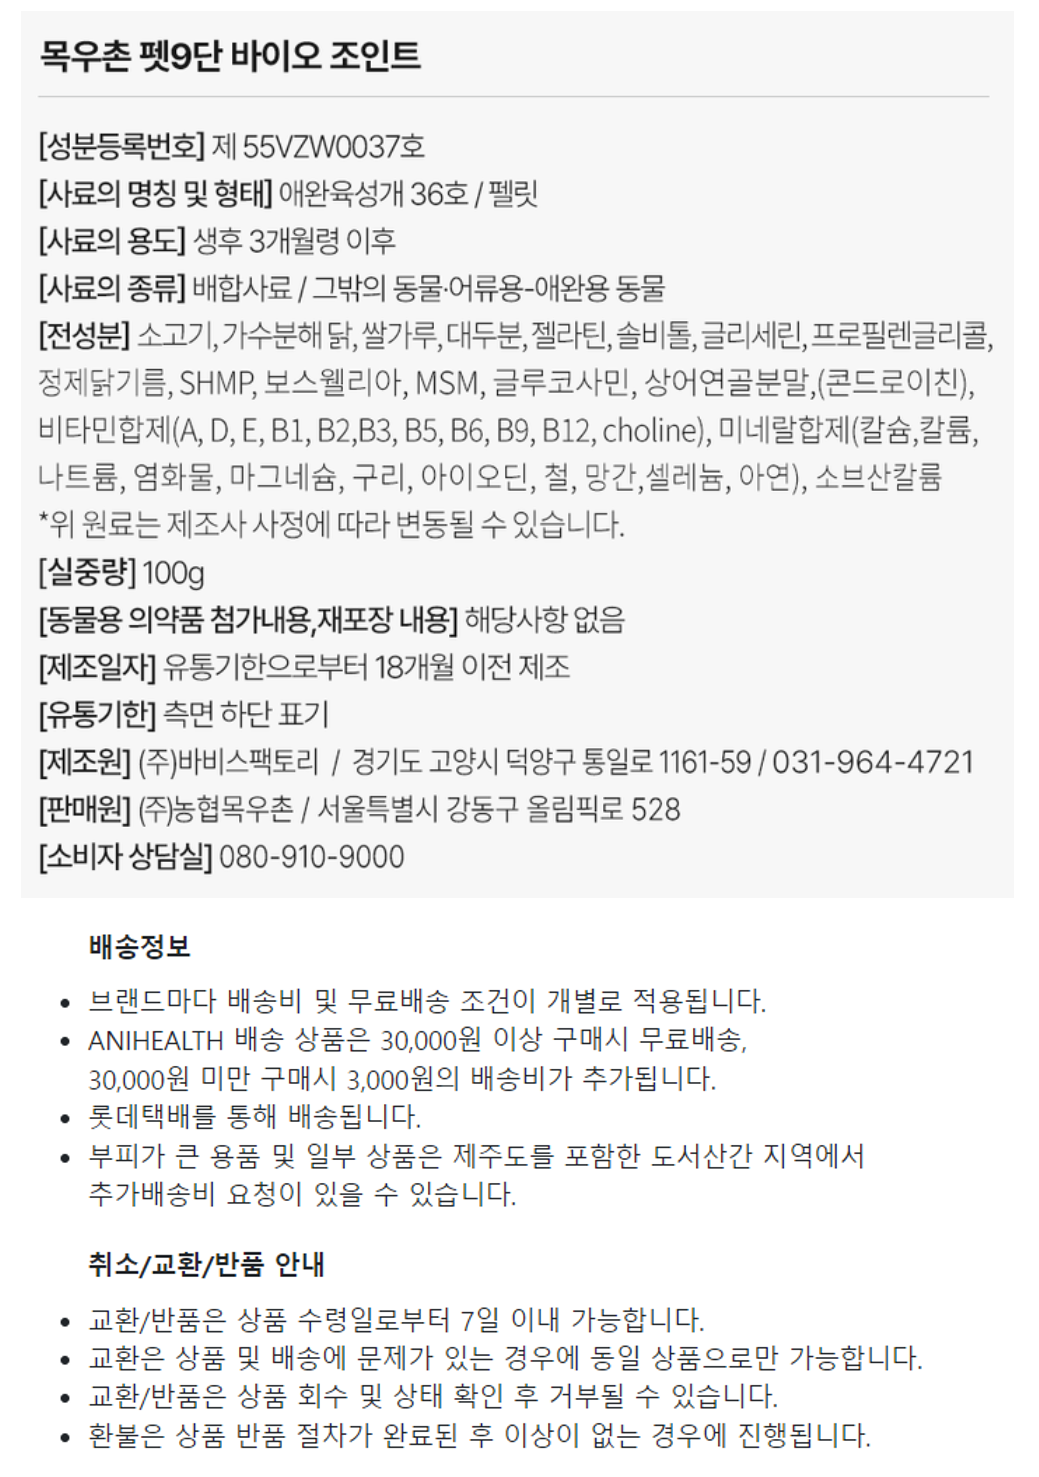 목우촌 펫9단 바이오 조인트
[성분등록번호] 제 55VZW0037호
[사료의 명칭 및 형태] 애완육성개 36호 / 펠릿
[사료의 용도] 생후 3개월령 이후
[사료의 종류] 배합사료 / 그밖의 동물·어류용-애완용 동물
[전성분] 소고기, 가수분해 닭, 쌀가루, 대두분, 젤라틴, 솔비톨, 글리세린, 프로필렌글리콜,
정제닭기름, SHMP, 보스웰리아, MSM, 글루코사민, 상어연골분말,(콘드로이친),
비타민합제(A, D, E, B1, B2,B3, B5, B6, B9, B12, choline), 미네랄합제(칼슘,칼륨,
나트륨, 염화물, 마그네슘, 구리, 아이오딘, 철, 망간,셀레늄, 아연), 소브산칼륨
*위 원료는 제조사 사정에 따라 변동될 수 있습니다.
[실중량] 100g
[동물용 의약품 첨가내용,재포장 내용] 해당사항 없음
[제조일자] 유통기한으로부터 18개월 이전 제조
[유통기한] 측면 하단 표기
[제조원] (주)바비스팩토리 / 경기도 고양시 덕양구 통일로 1161-59 / 031-964-4721
[판매원] (주)농협목우촌 / 서울특별시 강동구 올림픽로 528
[소비자 상담실] 080-910-9000
배송정보
• 브랜드마다 배송비 및 무료배송 조건이 개별로 적용됩니다.
• ANIHEALTH 배송 상품은 30,000원 이상 구매시 무료배송,
30,000원 미만 구매시 3,000원의 배송비가 추가됩니다.
• 롯데택배를 통해 배송됩니다.
• 부피가 큰 용품 및 일부 상품은 제주도를 포함한 도서산간 지역에서
추가배송비 요청이 있을 수 있습니다.
취소/교환/반품 안내
• 교환/반품은 상품 수령일로부터 7일 이내 가능합니다.
• 교환은 상품 및 배송에 문제가 있는 경우에 동일 상품으로만 가능합니다.
• 교환/반품은 상품 회수 및 상태 확인 후 거부될 수 있습니다.
• 환불은 상품 반품 절차가 완료된 후 이상이 없는 경우에 진행됩니다.